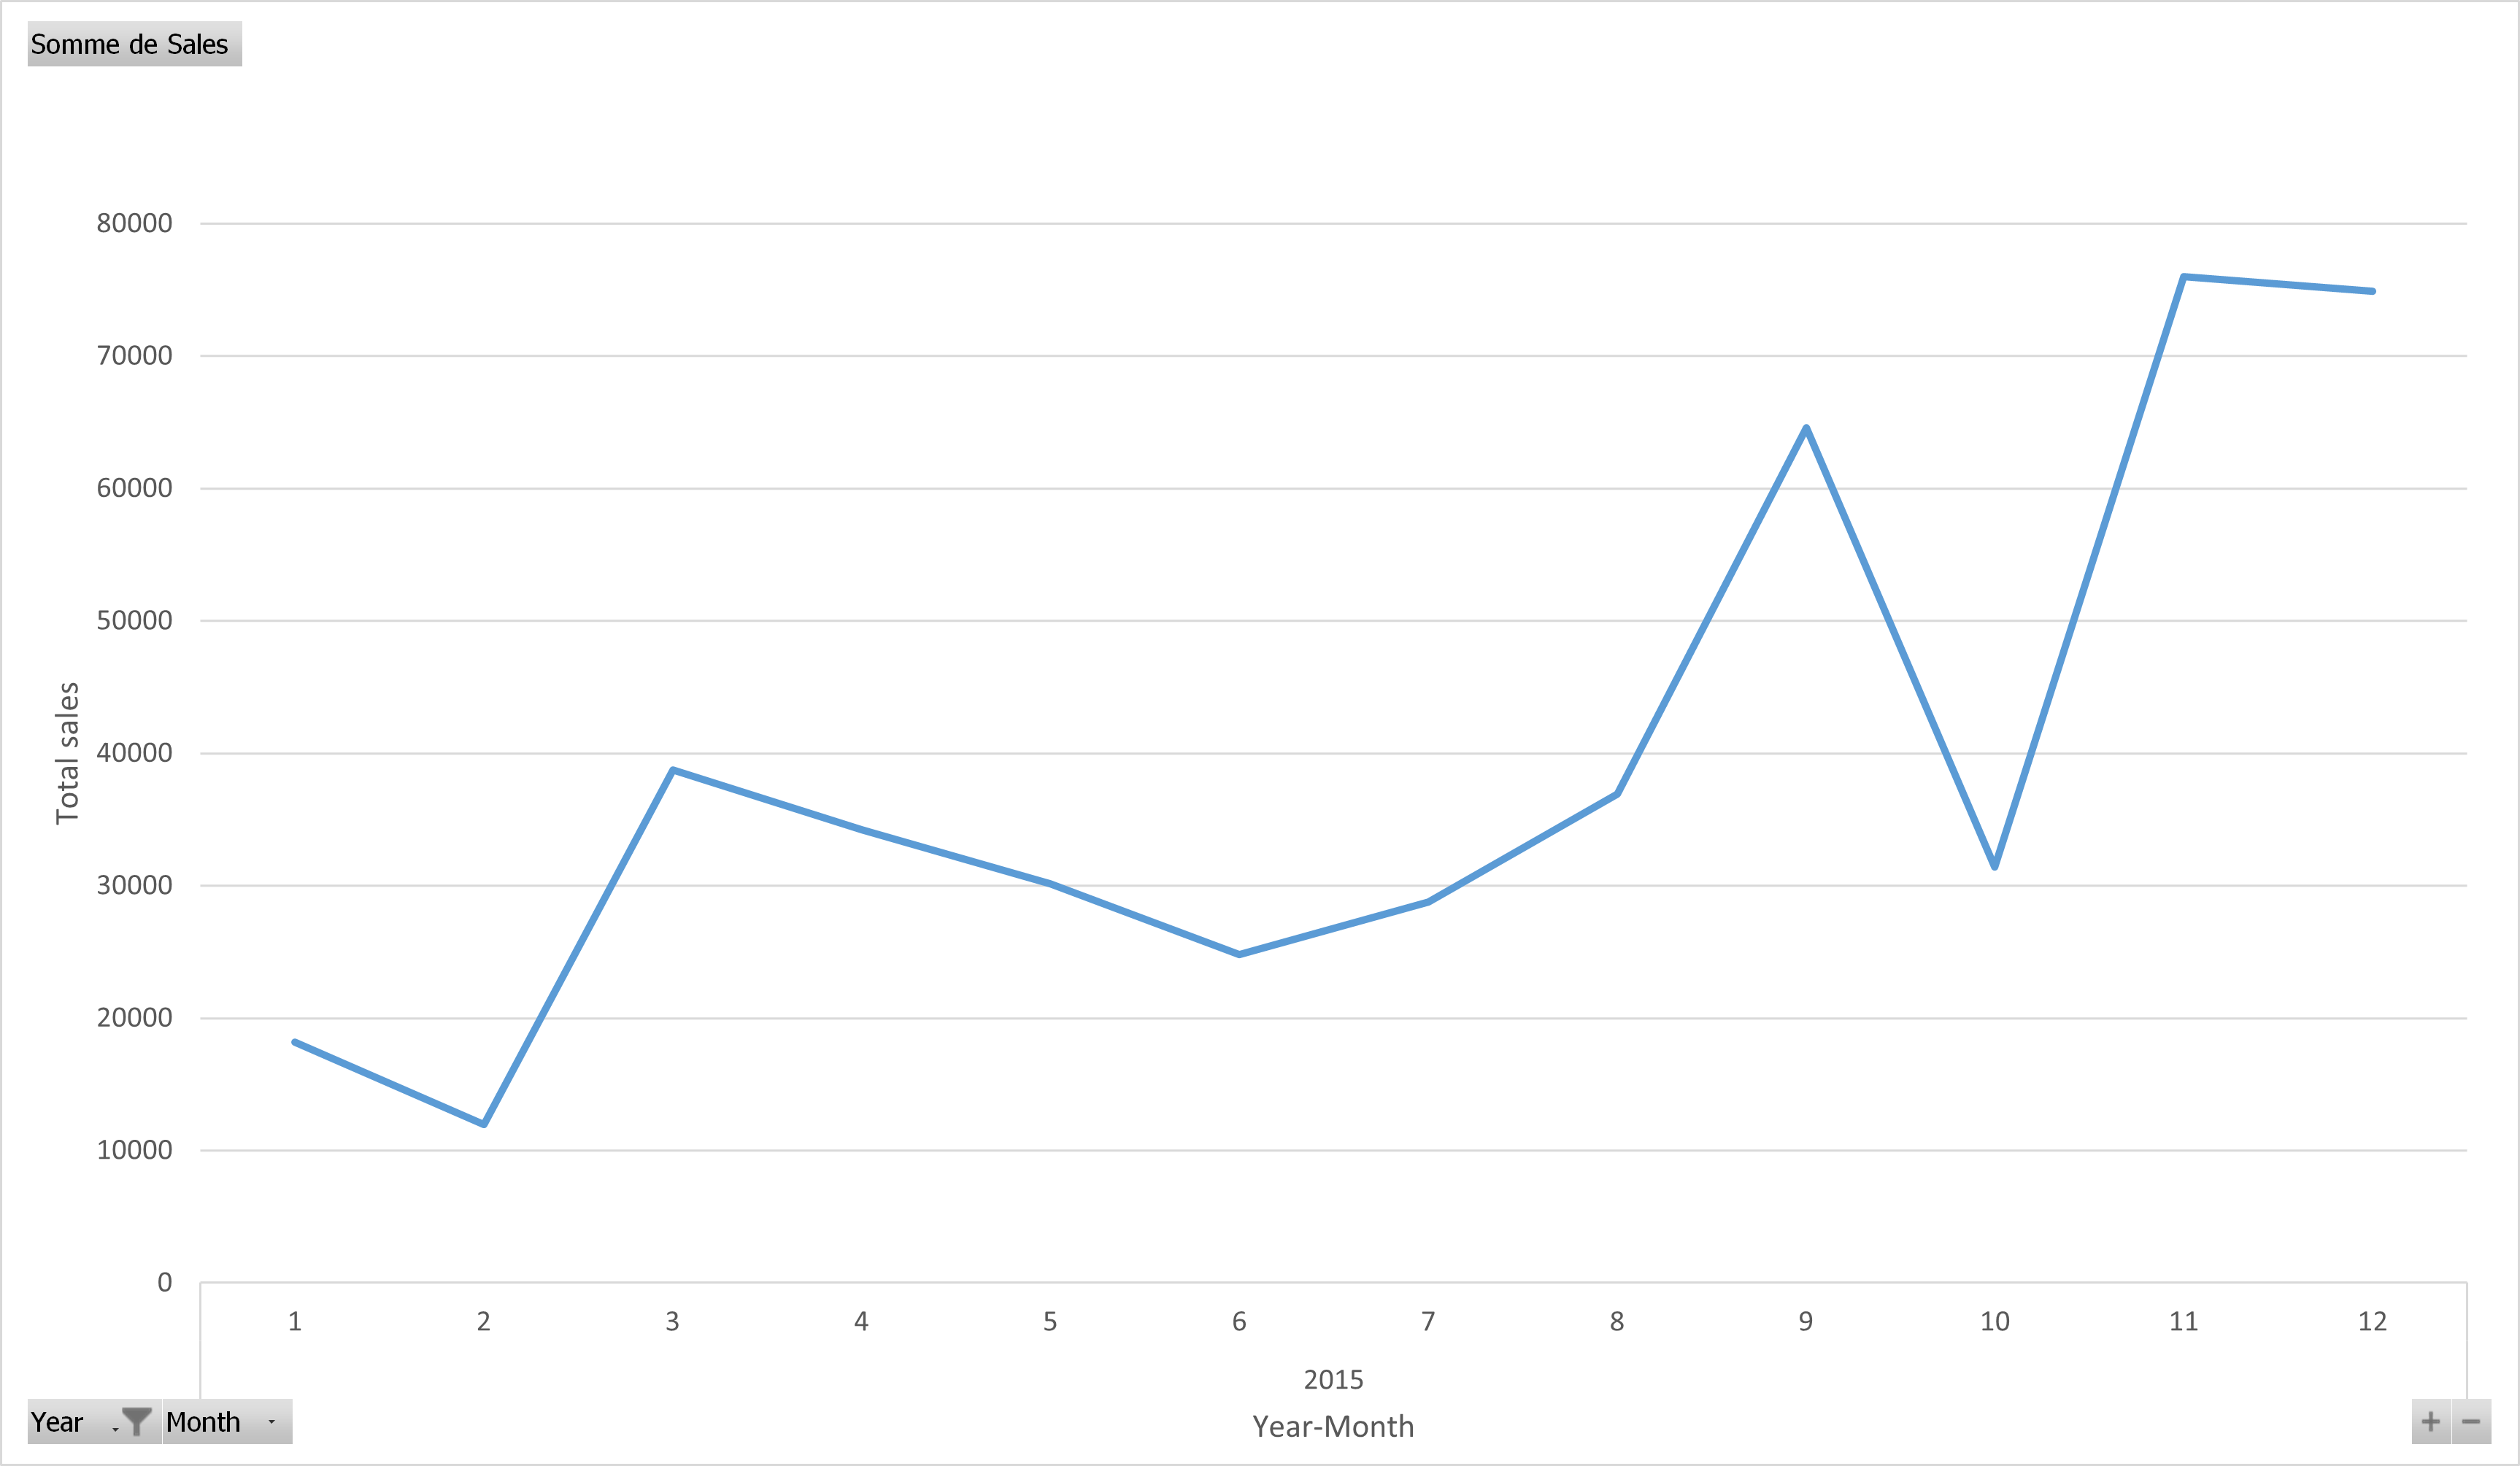 Somme de Sales
80000
70000
60000
50000
40000
30000
20000
10000
0
Total sales
1 2 3 4 5 6 7 8 9 10 11 12
2015
Year-Month
Year Month
+ −